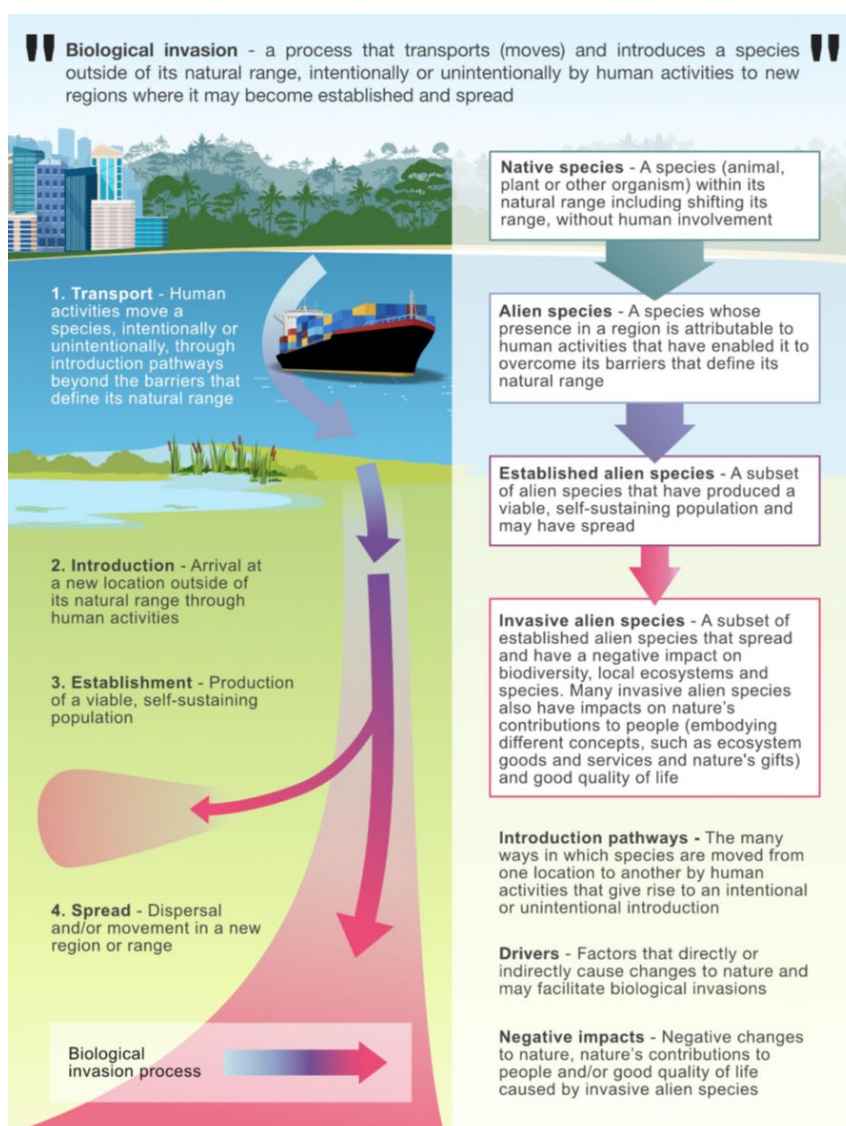 " Biological invasion - a process that transports (moves) and introduces a species "
outside of its natural range, intentionally or unintentionally by human activities to new
regions where it may become established and spread
1. Transport - Human
activities move a
species, intentionally or
unintentionally, through
introduction pathways
beyond the barriers that
define its natural range
2. Introduction - Arrival at
a new location outside of
its natural range through
human activities
3. Establishment - Production
of a viable, self-sustaining
population
4. Spread - Dispersal
and/or movement in a new
region or range
Biological
invasion process
Native species - A species (animal,
plant or other organism) within its
natural range including shifting its
range, without human involvement
Alien species - A species whose
presence in a region is attributable to
human activities that have enabled it to
overcome its barriers that define its
natural range
Established alien species - A subset
of alien species that have produced a
viable, self-sustaining population and
may have spread
Invasive alien species - A subset of
established alien species that spread
and have a negative impact on
biodiversity, local ecosystems and
species. Many invasive alien species
also have impacts on nature’s
contributions to people (embodying
different concepts, such as ecosystem
goods and services and nature's gifts)
and good quality of life
Introduction pathways - The many
ways in which species are moved from
one location to another by human
activities that give rise to an intentional
or unintentional introduction
Drivers - Factors that directly or
indirectly cause changes to nature and
may facilitate biological invasions
Negative impacts - Negative changes
to nature, nature’s contributions to
people and/or good quality of life
caused by invasive alien species